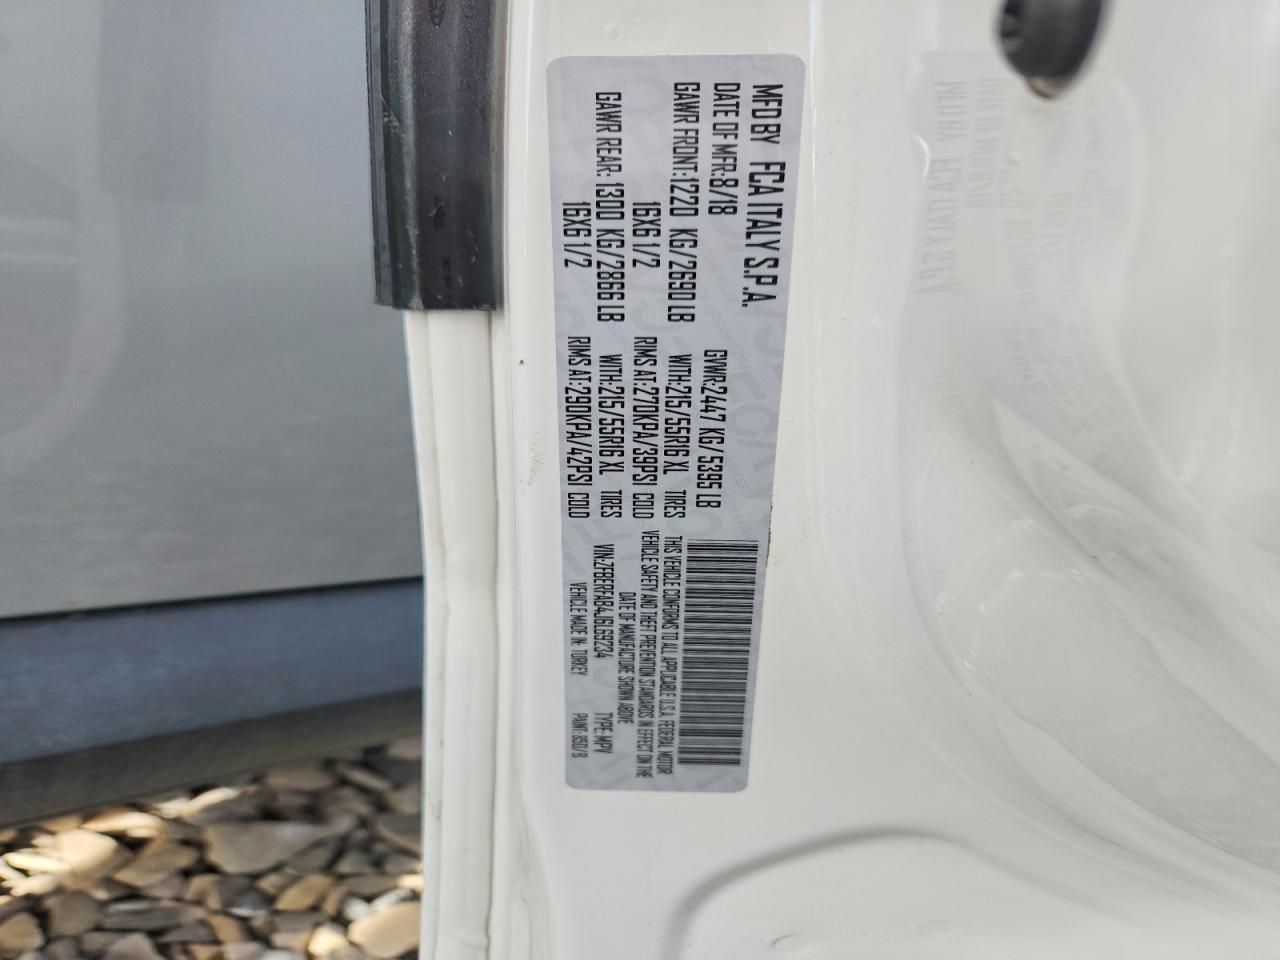 MFD BY FCA ITALY S.P.A.
DATE OF MFR:8/18 GVWR:2447 KG/ 5395 LB
GAWR FRONT:1220 KG/2690 LB WITH:215/55R16 XL TIRES
16X6 1/2 RIMS AT:270KPA/39PSI COLD
GAWR REAR: 1300 KG/2866 LB WITH:215/55R16 XL TIRES
16X6 1/2 RIMS AT:290KPA/42PSI COLD
THIS VEHICLE CONFORMS TO ALL APPLICABLE U.S.A. FEDERAL MOTOR
VEHICLE SAFETY AND THEFT PREVENTION STANDARDS IN EFFECT ON THE
DATE OF MANUFACTURE SHOWN ABOVE
VIN:ZFBERFAB4J6L69234 TYPE: MPV
VEHICLE MADE IN: TURKEY PAINT: 850/B